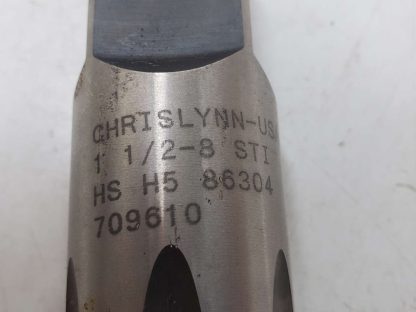 CHRISLYNN-USA
1 1/2-8 STI
HS H5 86304
709610